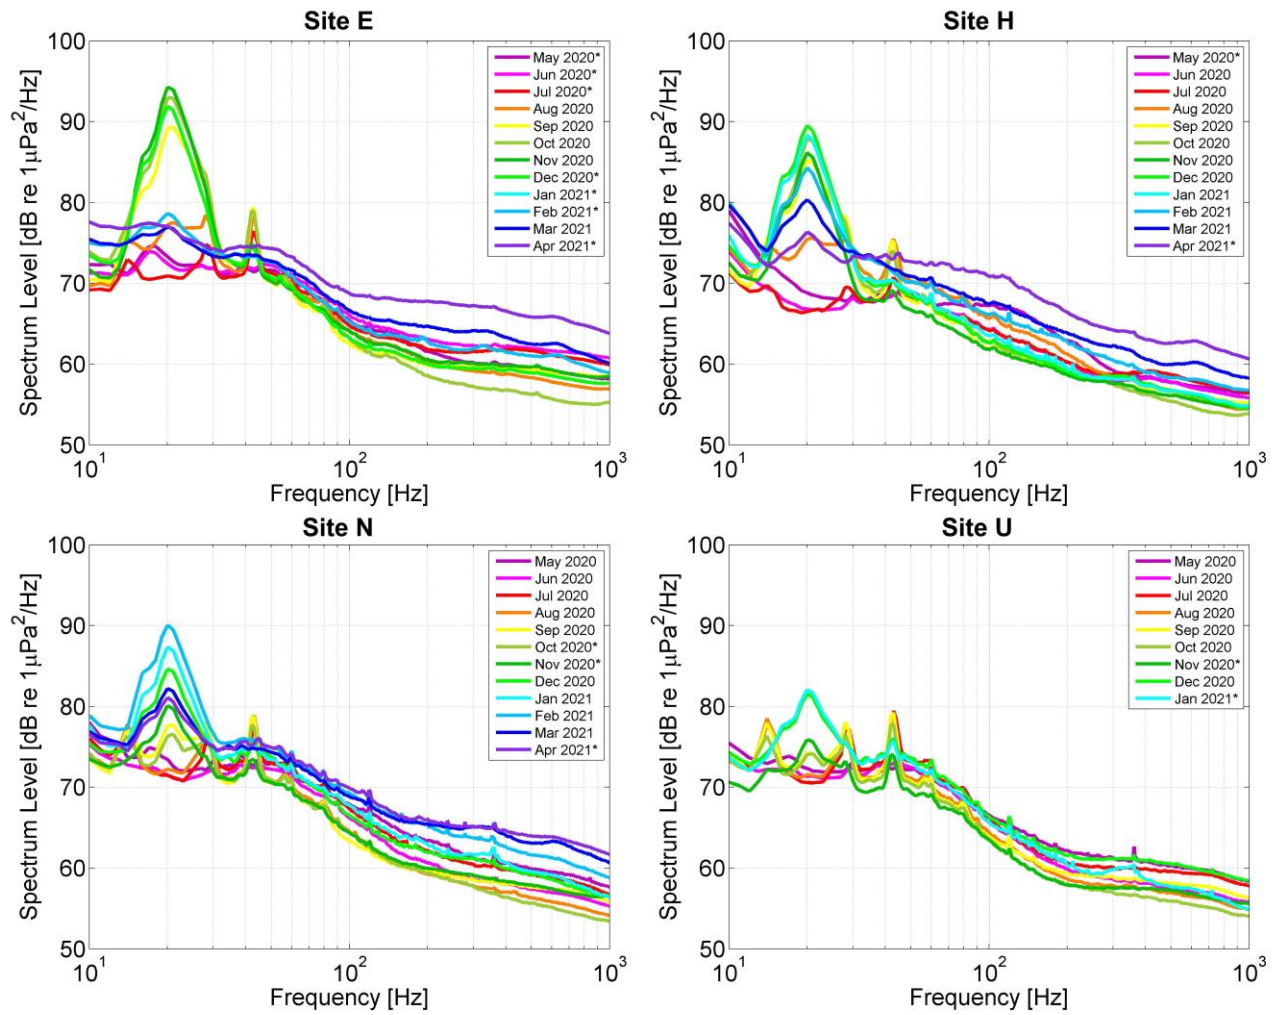 Site E
100
90
80
70
60
50
Spectrum Level [dB re 1µPa²/Hz]
10¹
10²
10³
Frequency [Hz]
May 2020*
Jun 2020*
Jul 2020*
Aug 2020
Sep 2020
Oct 2020
Nov 2020
Dec 2020*
Jan 2021*
Feb 2021*
Mar 2021
Apr 2021*
Site H
100
90
80
70
60
50
Spectrum Level [dB re 1µPa²/Hz]
10¹
10²
10³
Frequency [Hz]
May 2020*
Jun 2020
Jul 2020
Aug 2020
Sep 2020
Oct 2020
Nov 2020
Dec 2020
Jan 2021
Feb 2021
Mar 2021
Apr 2021*
Site N
100
90
80
70
60
50
Spectrum Level [dB re 1µPa²/Hz]
10¹
10²
10³
Frequency [Hz]
May 2020
Jun 2020
Jul 2020
Aug 2020
Sep 2020
Oct 2020*
Nov 2020*
Dec 2020
Jan 2021
Feb 2021
Mar 2021
Apr 2021*
Site U
100
90
80
70
60
50
Spectrum Level [dB re 1µPa²/Hz]
10¹
10²
10³
Frequency [Hz]
May 2020
Jun 2020
Jul 2020
Aug 2020
Sep 2020
Oct 2020
Nov 2020*
Dec 2020
Jan 2021*